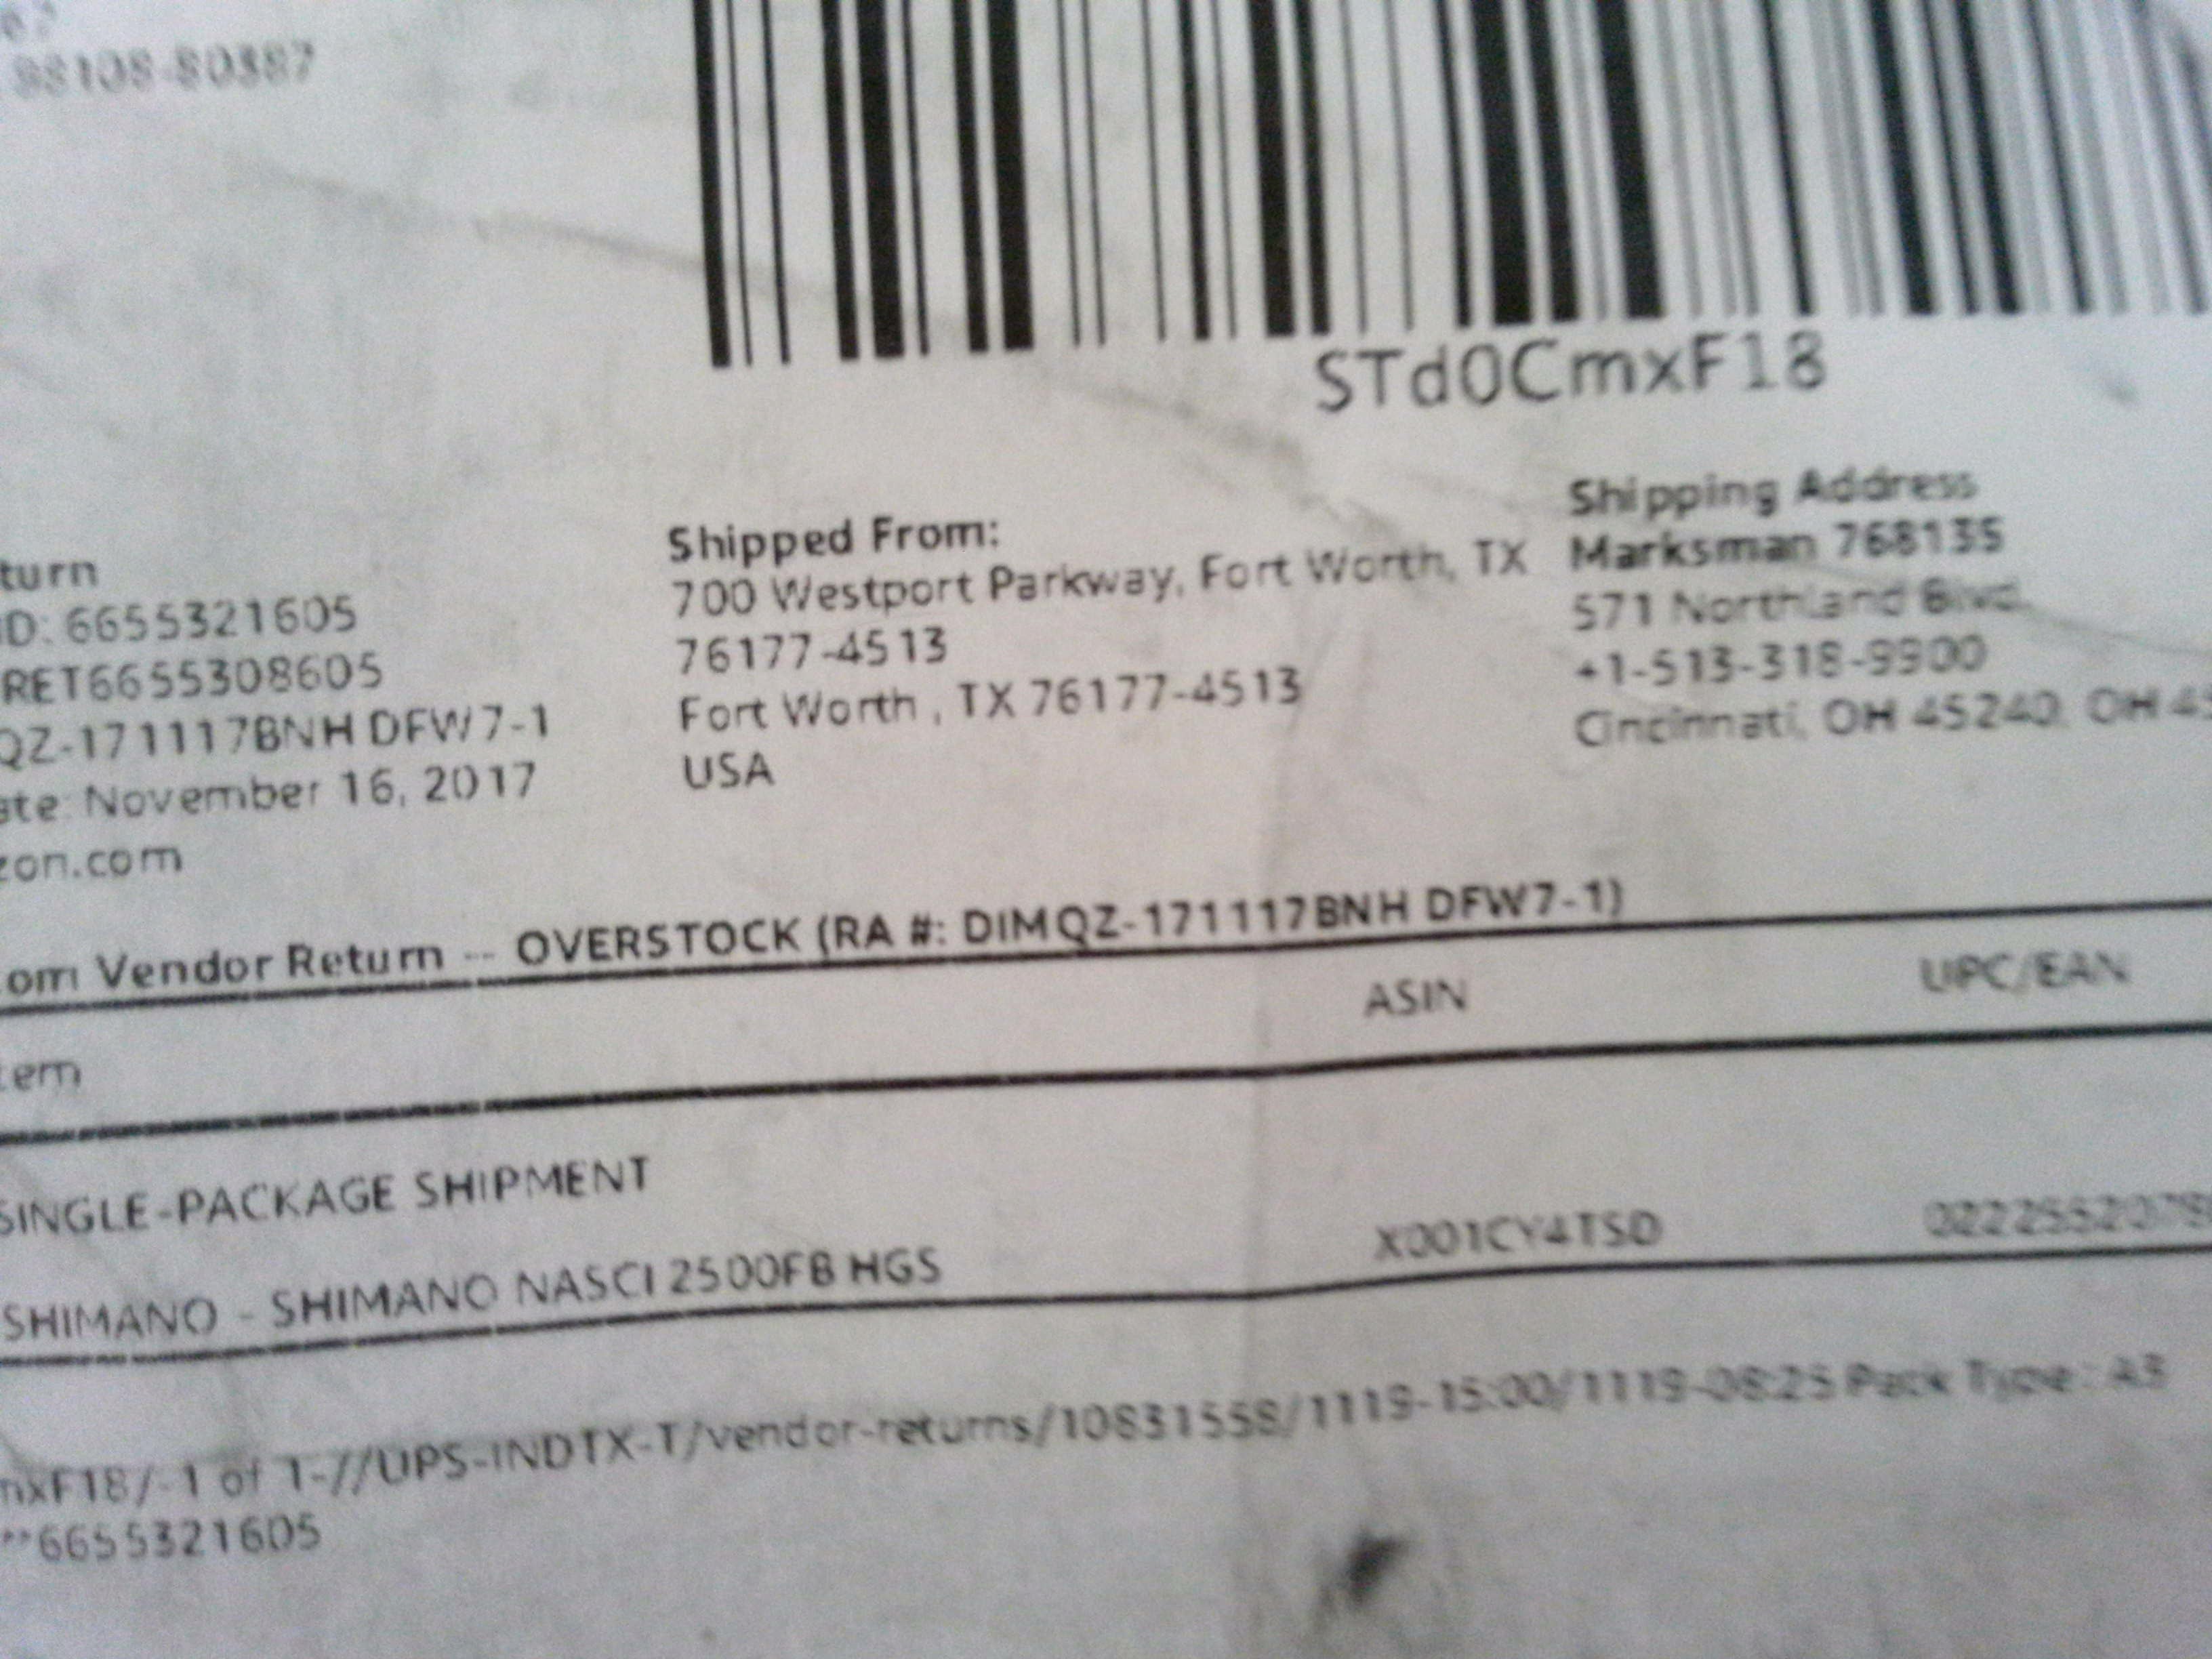 98108-80387
STd0CmxF18
turn
ID: 6655321605
RET6655308605
QZ-171117BNH DFW7-1
ate: November 16, 2017
zon.com
Shipped From:
700 Westport Parkway, Fort Worth, TX
76177-4513
Fort Worth , TX 76177-4513
USA
Shipping Address
Marksman 768135
571 Northland Blvd.
+1-513-318-9900
Cincinnati, OH 45240, OH 45
om Vendor Return -- OVERSTOCK (RA #: DIMQZ-171117BNH DFW7-1)
tem ASIN UPC/EAN
SINGLE-PACKAGE SHIPMENT
SHIMANO - SHIMANO NASCI 2500FB HGS X001CY4TSD
mxF18/-1 of 1-//UPS-INDTX-T/vendor-returns/10831558/1119-15:00/1119-08:25 Pack Type : A3
**6655321605